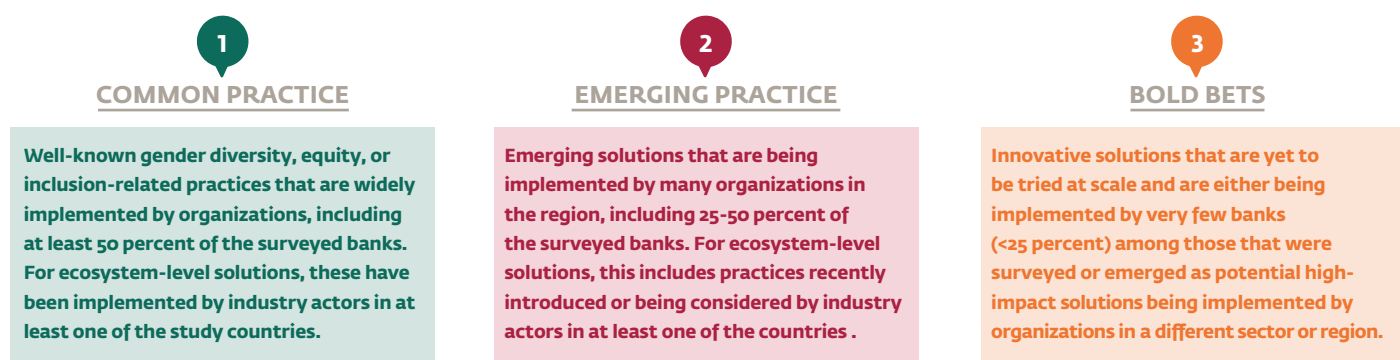 1
COMMON PRACTICE
Well-known gender diversity, equity, or
inclusion-related practices that are widely
implemented by organizations, including
at least 50 percent of the surveyed banks.
For ecosystem-level solutions, these have
been implemented by industry actors in at
least one of the study countries.
2
EMERGING PRACTICE
Emerging solutions that are being
implemented by many organizations in
the region, including 25-50 percent of
the surveyed banks. For ecosystem-level
solutions, this includes practices recently
introduced or being considered by industry
actors in at least one of the countries .
3
BOLD BETS
Innovative solutions that are yet to
be tried at scale and are either being
implemented by very few banks
(<25 percent) among those that were
surveyed or emerged as potential high-
impact solutions being implemented by
organizations in a different sector or region.